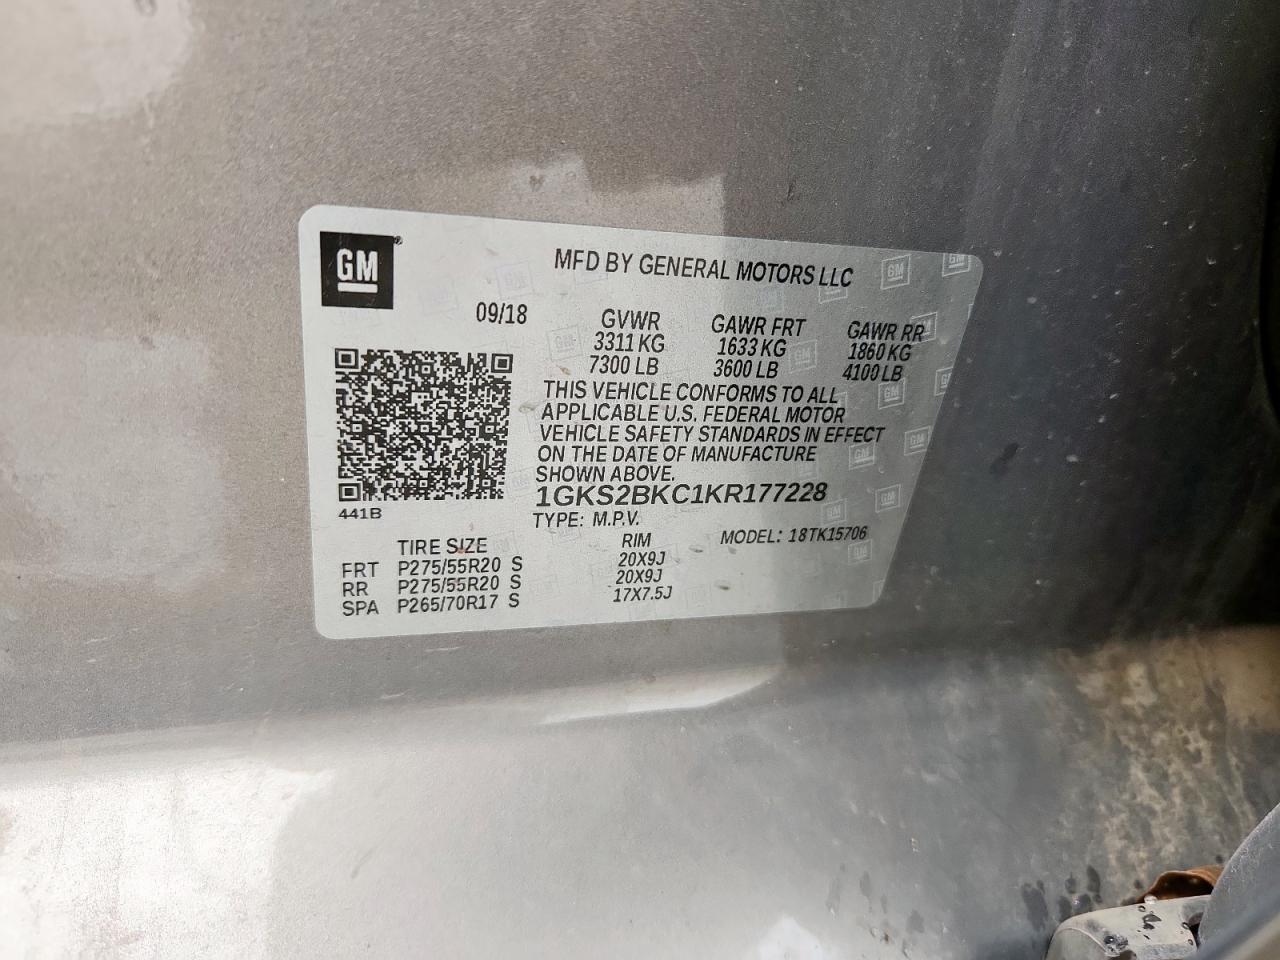 GM
MFD BY GENERAL MOTORS LLC
09/18
GVWR GAWR FRT GAWR RR
3311 KG 1633 KG 1860 KG
7300 LB 3600 LB 4100 LB
THIS VEHICLE CONFORMS TO ALL
APPLICABLE U.S. FEDERAL MOTOR
VEHICLE SAFETY STANDARDS IN EFFECT
ON THE DATE OF MANUFACTURE
SHOWN ABOVE.
1GKS2BKC1KR177228
441B
TYPE: M.P.V.
MODEL: 18TK15706
TIRE SIZE RIM
FRT P275/55R20 S 20X9J
RR P275/55R20 S 20X9J
SPA P265/70R17 S 17X7.5J